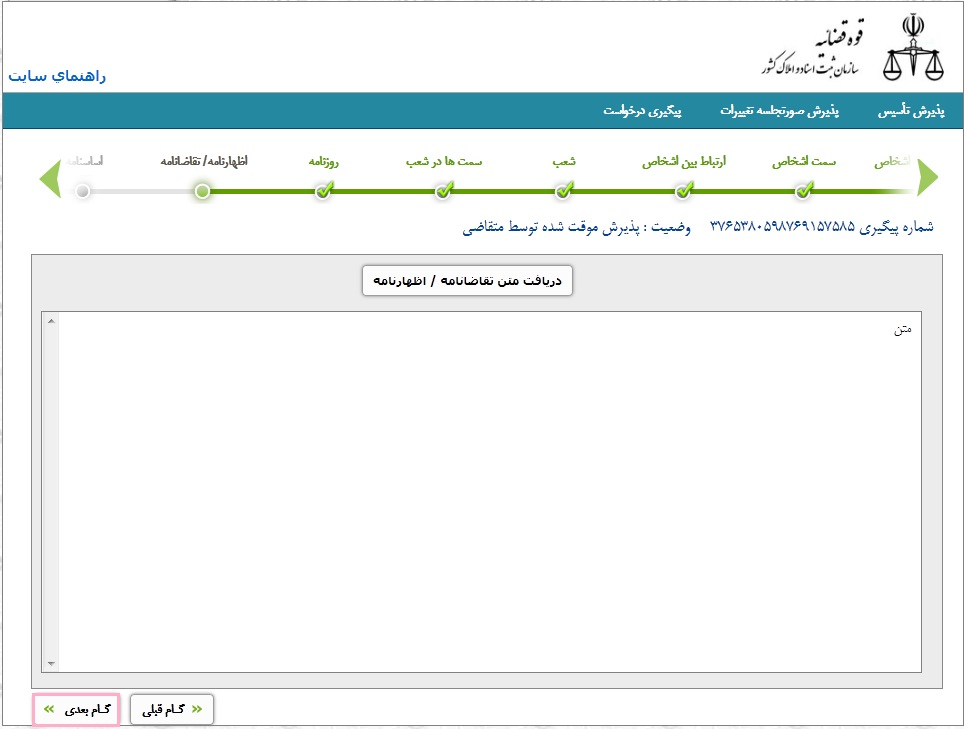 قوه قضائیه
سازمان ثبت اسناد و املاک کشور
راهنماي سايت
پذیرش تأسیس
پذیرش صورتجلسه تغییرات
پیگیری درخواست
اشخاص
سمت اشخاص
ارتباط بین اشخاص
شعب
سمت ها در شعب
روزنامه
اظهارنامه/ تقاضانامه
اساسنامه
شماره پیگیری ۳۷۶۵۳۸۰۵۹۸۷۶۹۱۵۷۵۸۵ وضعیت : پذیرش موقت شده توسط متقاضی
دریافت متن تقاضانامه / اظهارنامه
متن
گـام قبلی
گـام بعدی